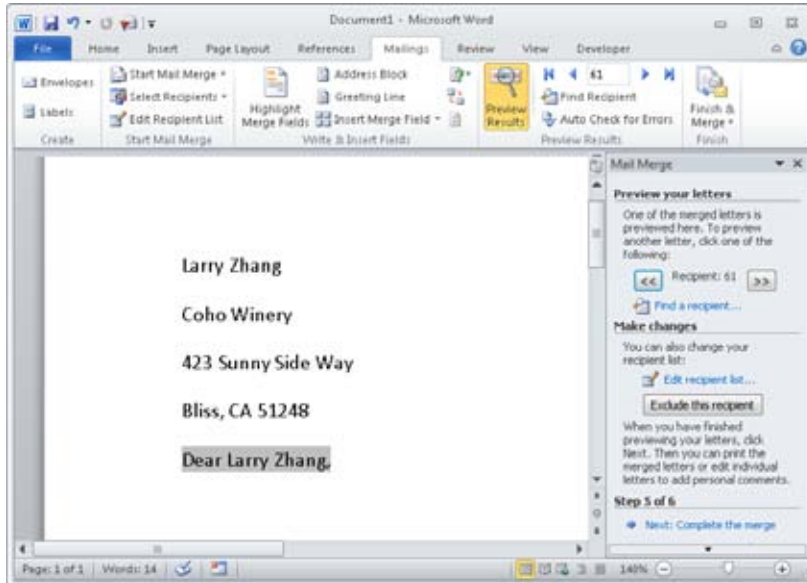 Document1 - Microsoft Word
File Home Insert Page Layout References Mailings Review View Developer
Envelopes
Labels
Create
Start Mail Merge
Select Recipients
Edit Recipient List
Start Mail Merge
Highlight
Merge Fields
Address Block
Greeting Line
Insert Merge Field
Write & Insert Fields
Preview
Results
61
Find Recipient
Auto Check for Errors
Preview Results
Finish &
Merge
Finish
Larry Zhang
Coho Winery
423 Sunny Side Way
Bliss, CA 51248
Dear Larry Zhang,
Mail Merge
Preview your letters
One of the merged letters is
previewed here. To preview
another letter, click one of the
following:
<< Recipient: 61 >>
Find a recipient...
Make changes
You can also change your
recipient list:
Edit recipient list...
Exclude this recipient
When you have finished
previewing your letters, click
Next. Then you can print the
merged letters or edit individual
letters to add personal comments.
Step 5 of 6
Next: Complete the merge
Page: 1 of 1 Words: 14 140%